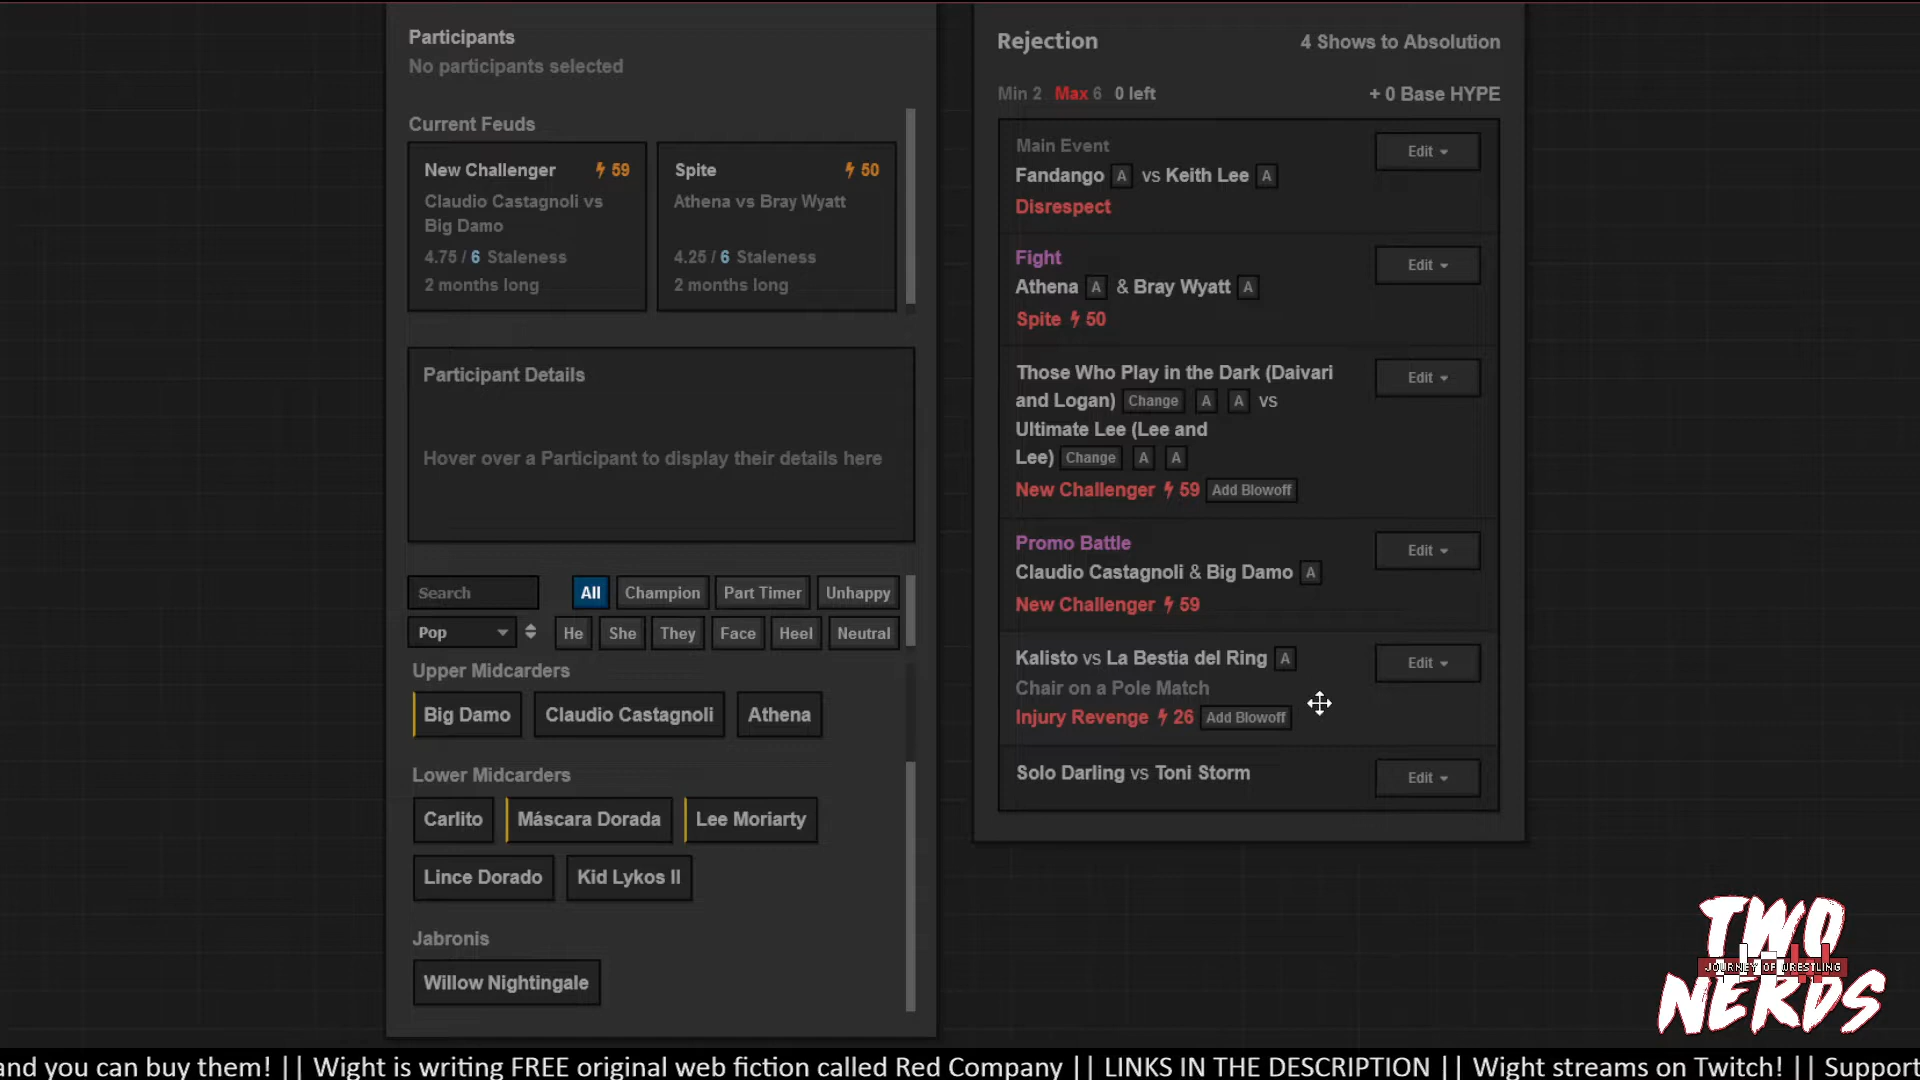 Participants
No participants selected
Current Feuds
New Challenger 59
Claudio Castagnoli vs
Big Damo
4.75 / 6 Staleness
2 months long
Spite 50
Athena vs Bray Wyatt
4.25 / 6 Staleness
2 months long
Participant Details
Hover over a Participant to display their details here
Search
All Champion Part Timer Unhappy
Pop
He She They Face Heel Neutral
Upper Midcarders
Big Damo Claudio Castagnoli Athena
Lower Midcarders
Carlito Máscara Dorada Lee Moriarty
Lince Dorado Kid Lykos II
Jabronis
Willow Nightingale
Rejection 4 Shows to Absolution
Min 2 Max 6 0 left + 0 Base HYPE
Main Event
Fandango A vs Keith Lee A
Disrespect
Edit
Fight
Athena A & Bray Wyatt A
Spite 50
Edit
Those Who Play in the Dark (Daivari
and Logan) Change A A vs
Ultimate Lee (Lee and
Lee) Change A A
New Challenger 59 Add Blowoff
Edit
Promo Battle
Claudio Castagnoli & Big Damo A
New Challenger 59
Edit
Kalisto vs La Bestia del Ring A
Chair on a Pole Match
Injury Revenge 26 Add Blowoff
Edit
Solo Darling vs Toni Storm
Edit
TWO
JOURNEY OF WRESTLING
NERDS
and you can buy them! || Wight is writing FREE original web fiction called Red Company || LINKS IN THE DESCRIPTION || Wight streams on Twitch! || Support